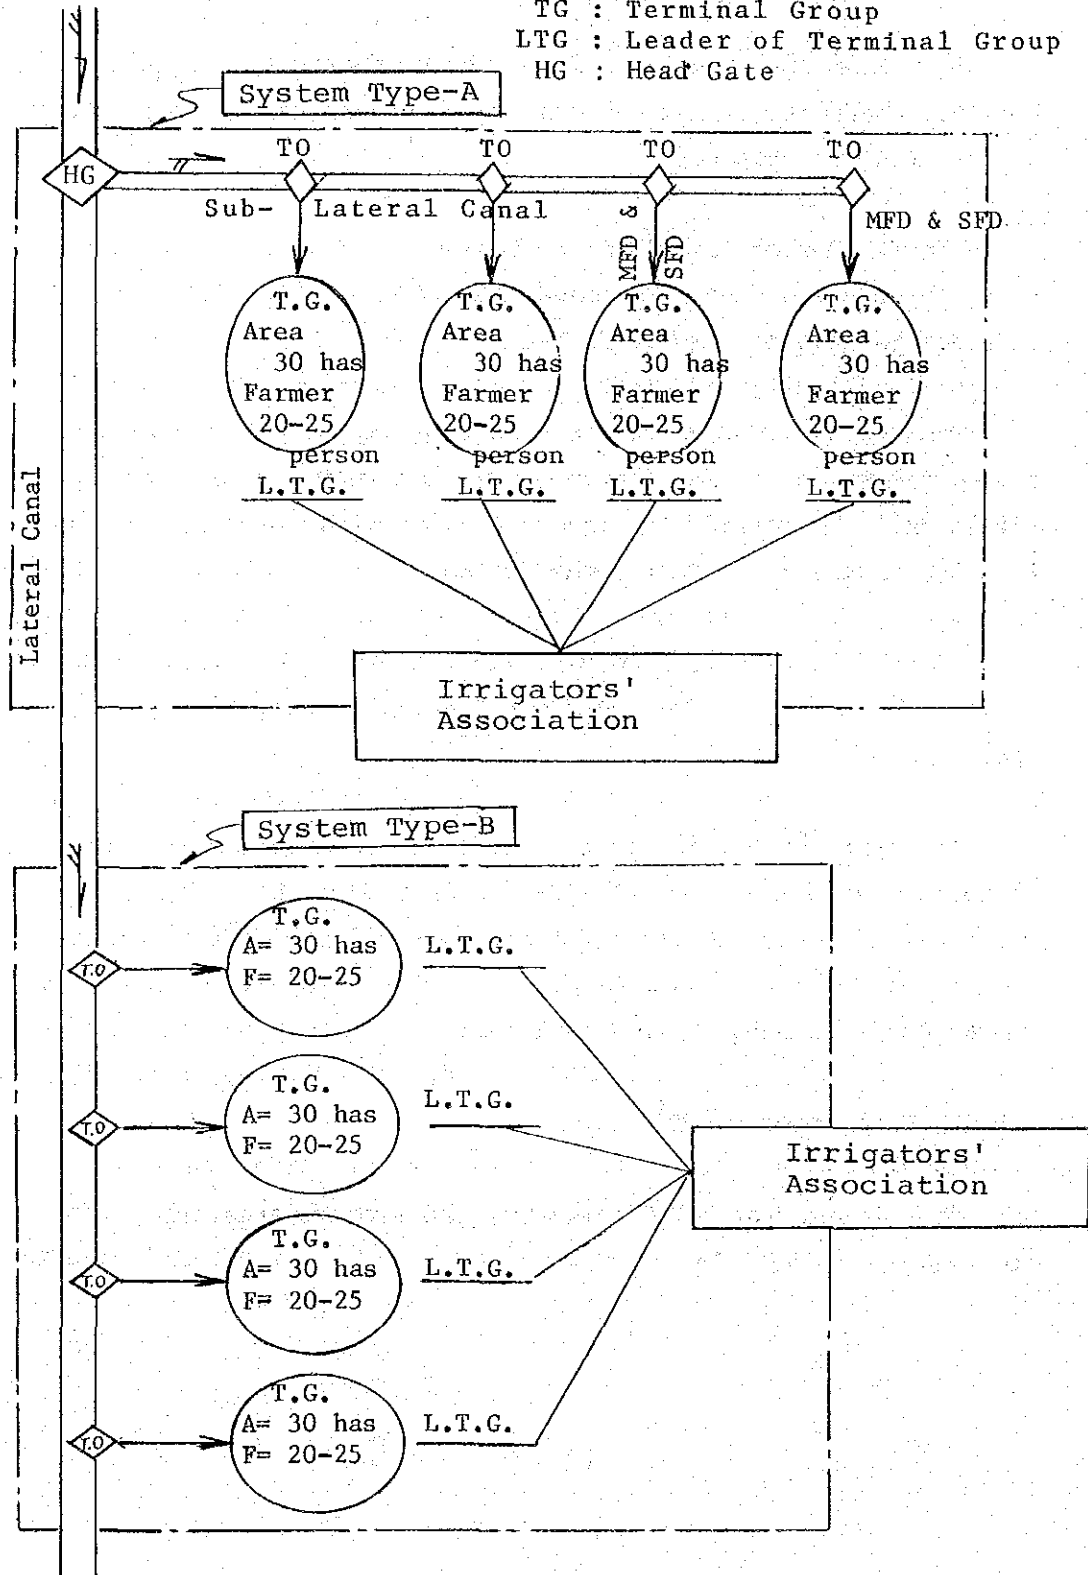 TG : Terminal Group
LTG : Leader of Terminal Group
HG : Head Gate
System Type-A
TO TO TO TO
HG
Sub- Lateral Canal
MFD & SFD
MFD & SFD
T.G. T.G. T.G. T.G.
Area Area Area Area
30 has 30 has 30 has 30 has
Farmer Farmer Farmer Farmer
20-25 20-25 20-25 20-25
person person person person
L.T.G. L.T.G. L.T.G. L.T.G.
Lateral Canal
Irrigators'
Association
System Type-B
T.G.
A= 30 has
F= 20-25
L.T.G.
T.O
T.G.
A= 30 has
F= 20-25
L.T.G.
T.O
Irrigators'
Association
T.G.
A= 30 has
F= 20-25
L.T.G.
T.O
T.G.
A= 30 has
F= 20-25
L.T.G.
T.O